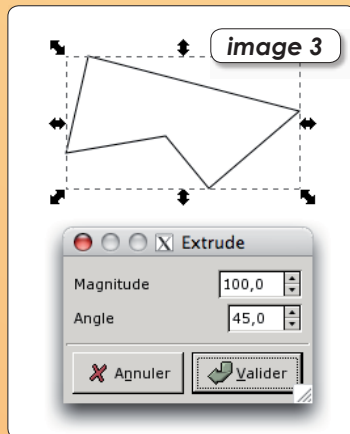 image 3
X Extrude
Magnitude 100,0
Angle 45,0
Annuler Valider